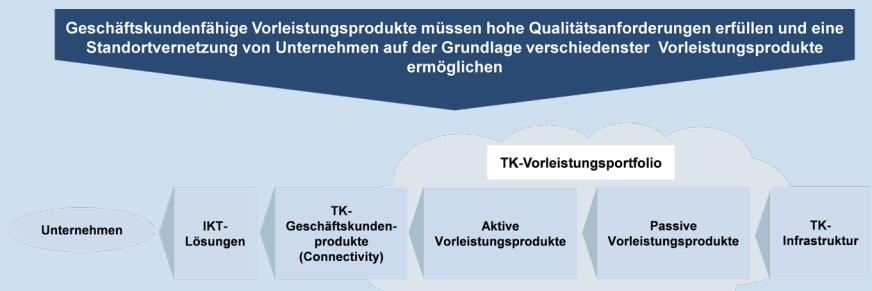 Geschäftskundenfähige Vorleistungsprodukte müssen hohe Qualitätsanforderungen erfüllen und eine
Standortvernetzung von Unternehmen auf der Grundlage verschiedenster Vorleistungsprodukte
ermöglichen
TK-Vorleistungsportfolio
Unternehmen
IKT-
Lösungen
TK-
Geschäftskunden-
produkte
(Connectivity)
Aktive
Vorleistungsprodukte
Passive
Vorleistungsprodukte
TK-
Infrastruktur